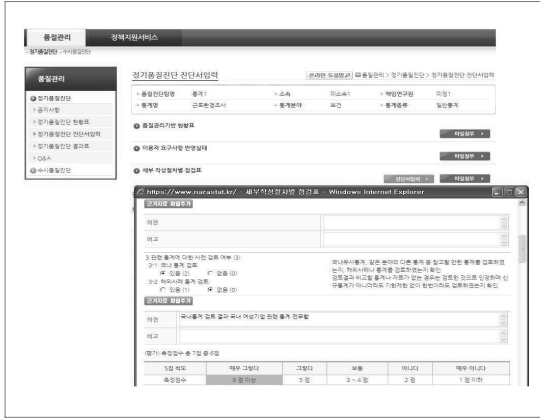 품질관리 정책지원서비스
정기품질진단 수시품질진단
품질관리
정기품질진단 진단서입력
온라인 도움말 품질관리 > 정기품질진단 > 정기품질진단 진단서입력
정기품질진단
공지사항
정기품질진단 현황표
정기품질진단 진단서입력
정기품질진단 결과표
Q&A
수시품질진단
품질진단팀명 통계1 소속 미소속1 책임연구원 미정1
통계명 근로환경조사 통계분야 보건 통계종류 일반통계
품질관리기반 현황표
파일첨부
이용자 요구사항 반영실태
파일첨부
세부 작성절차별 점검표
진단서입력 파일첨부
https://www.narastat.kr/ - 세부작성절차별 점검표 - Windows Internet Explorer
근거자료 파일추가
의견
비고
3.관련 통계에 대한 사전 검토 여부 (3)
3-1. 국내 통계 검토
있음 (2) 없음 (0)
3-2. 해외사례 통계 검토
있음 (1) 없음 (0)
국내유사통계, 같은 분야의 다른 통계 등 참고할 만한 통계를 검토하였
는지, 해외사례나 통계를 검토하였는지 확인
검토결과 비교할 통계나 자료가 없는 경우는 검토한 것으로 인정하며 신
규통계가 아니더라도 기한제한 없이 한번이라도 검토하였는지 확인
근거자료 파일추가
의견 국내통계 검토 결과 국내 여성기업 관련 통계 전무함
비고
(평가) 측정점수 총 7점 중 6점
5점 척도 매우 그렇다 그렇다 보통 아니다 매우 아니다
측정점수 6 점 이상 5 점 3 ~ 4 점 2 점 1 점 이하